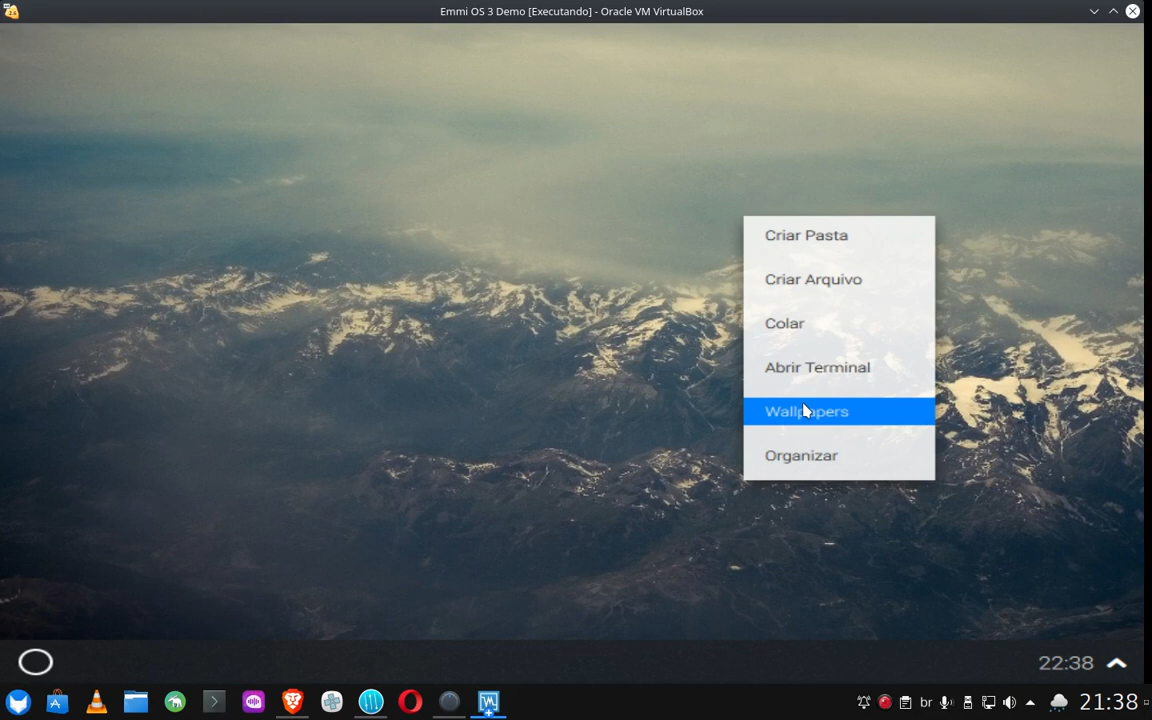 Emmi OS 3 Demo [Executando] - Oracle VM VirtualBox
Criar Pasta
Criar Arquivo
Colar
Abrir Terminal
Wallpapers
Organizar
22:38
br
21:38